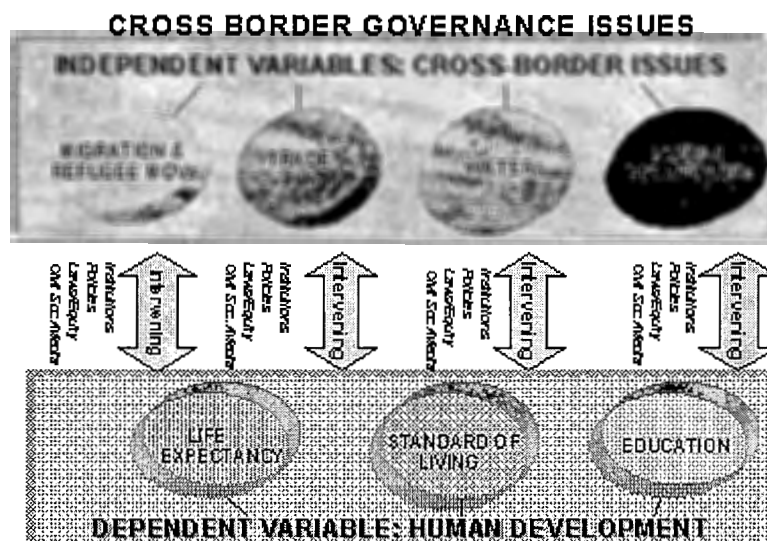 CROSS BORDER GOVERNANCE ISSUES
INDEPENDENT VARIABLES: CROSS-BORDER ISSUES
MIGRATION &
REFUGEE MOV.
TRADE
WATER
Institutions
Policies
Laws/Equity
Civil Soc./Media
Intervening
Institutions
Policies
Laws/Equity
Civil Soc./Media
Intervening
Institutions
Policies
Laws/Equity
Civil Soc./Media
Intervening
Institutions
Policies
Laws/Equity
Civil Soc./Media
Intervening
LIFE
EXPECTANCY
STANDARD OF
LIVING
EDUCATION
DEPENDENT VARIABLE: HUMAN DEVELOPMENT